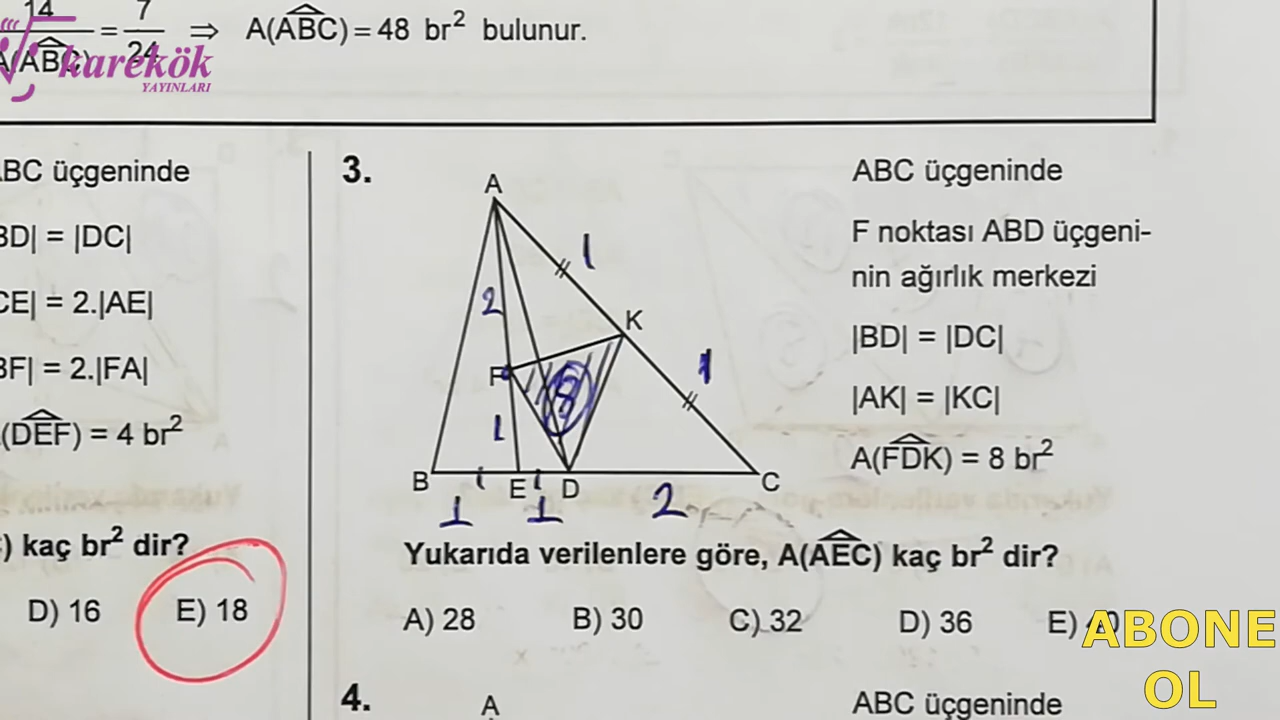 14 = 7 ⇒ A(ABC) = 48 br² bulunur.
A(ABC) 24
karekök
YAYINLARI
ABC üçgeninde
BD| = |DC|
CE| = 2.|AE|
BF| = 2.|FA|
(DEF) = 4 br²
) kaç br² dir?
D) 16 E) 18
3.
A
1
K
2
F
8
1
1
B E D C
1 1 2
ABC üçgeninde
F noktası ABD üçgeni-
nin ağırlık merkezi
|BD| = |DC|
|AK| = |KC|
A(FDK) = 8 br²
Yukarıda verilenlere göre, A(AEC) kaç br² dir?
A) 28 B) 30 C) 32 D) 36 E) 40
ABONE
OL
4.
A
ABC üçgeninde